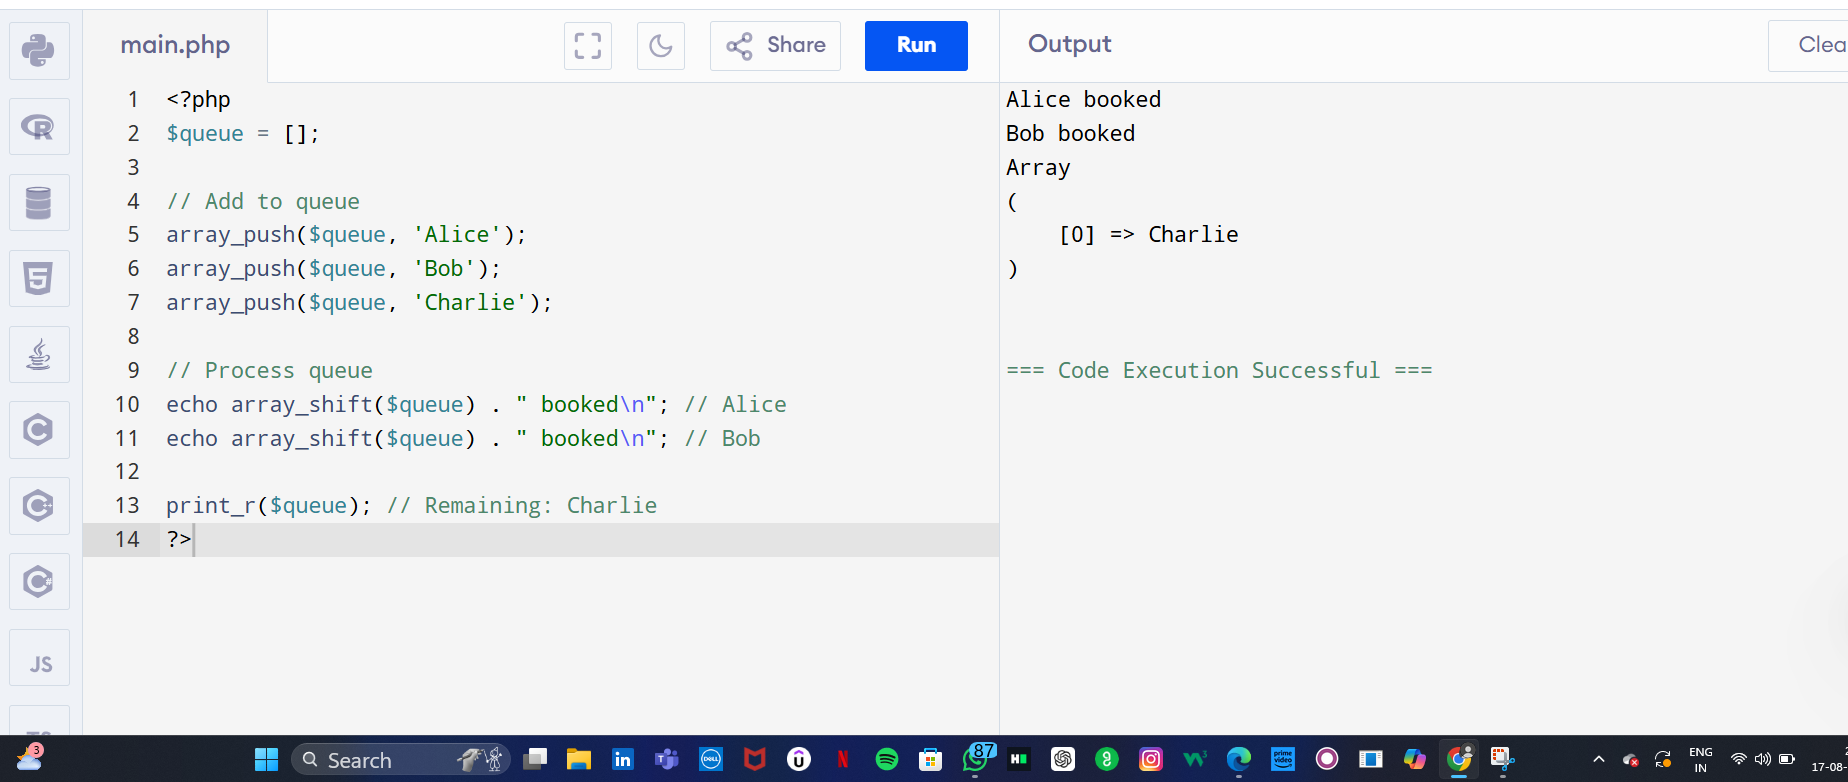 main.php
Share
Run
Output
Clea
1 <?php
2 $queue = [];
3
4 // Add to queue
5 array_push($queue, 'Alice');
6 array_push($queue, 'Bob');
7 array_push($queue, 'Charlie');
8
9 // Process queue
10 echo array_shift($queue) . " booked\n"; // Alice
11 echo array_shift($queue) . " booked\n"; // Bob
12
13 print_r($queue); // Remaining: Charlie
14 ?>
Alice booked
Bob booked
Array
(
    [0] => Charlie
)
=== Code Execution Successful ===
JS
TS
3
Search
87
ENG
IN
17-08-